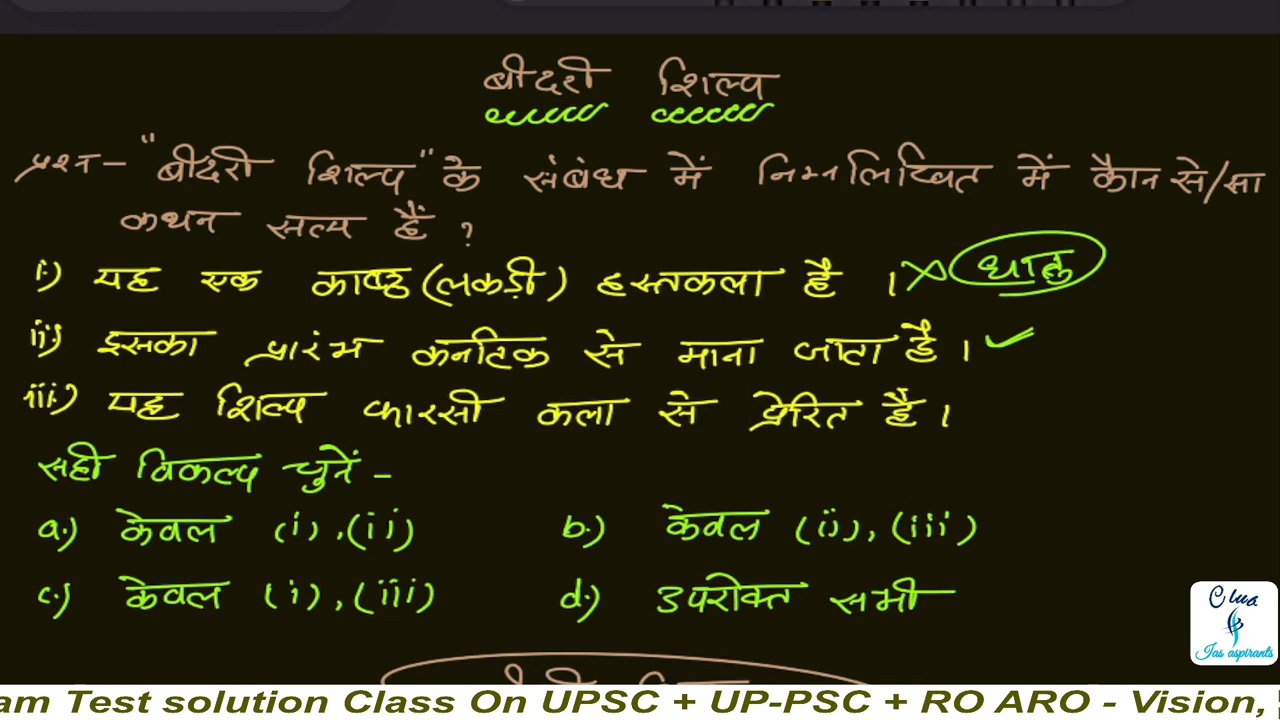 बीदरी शिल्प
प्रश्न- "बीदरी शिल्प" के संबंध में निम्नलिखित में कौन से/सा
कथन सत्य हैं ?
i.) यह एक काष्ठ (लकड़ी) हस्तकला है । × धातु
ii) इसका प्रारंभ कर्नाटक से माना जाता है । ✓
iii.) यह शिल्प फारसी कला से प्रेरित है ।
सही विकल्प चुनें -
a.) केवल (i), (ii) b.) केवल (ii), (iii)
c.) केवल (i), (iii) d.) उपरोक्त सभी
Clue
Ias aspirants
am Test solution Class On UPSC + UP-PSC + RO ARO - Vision,